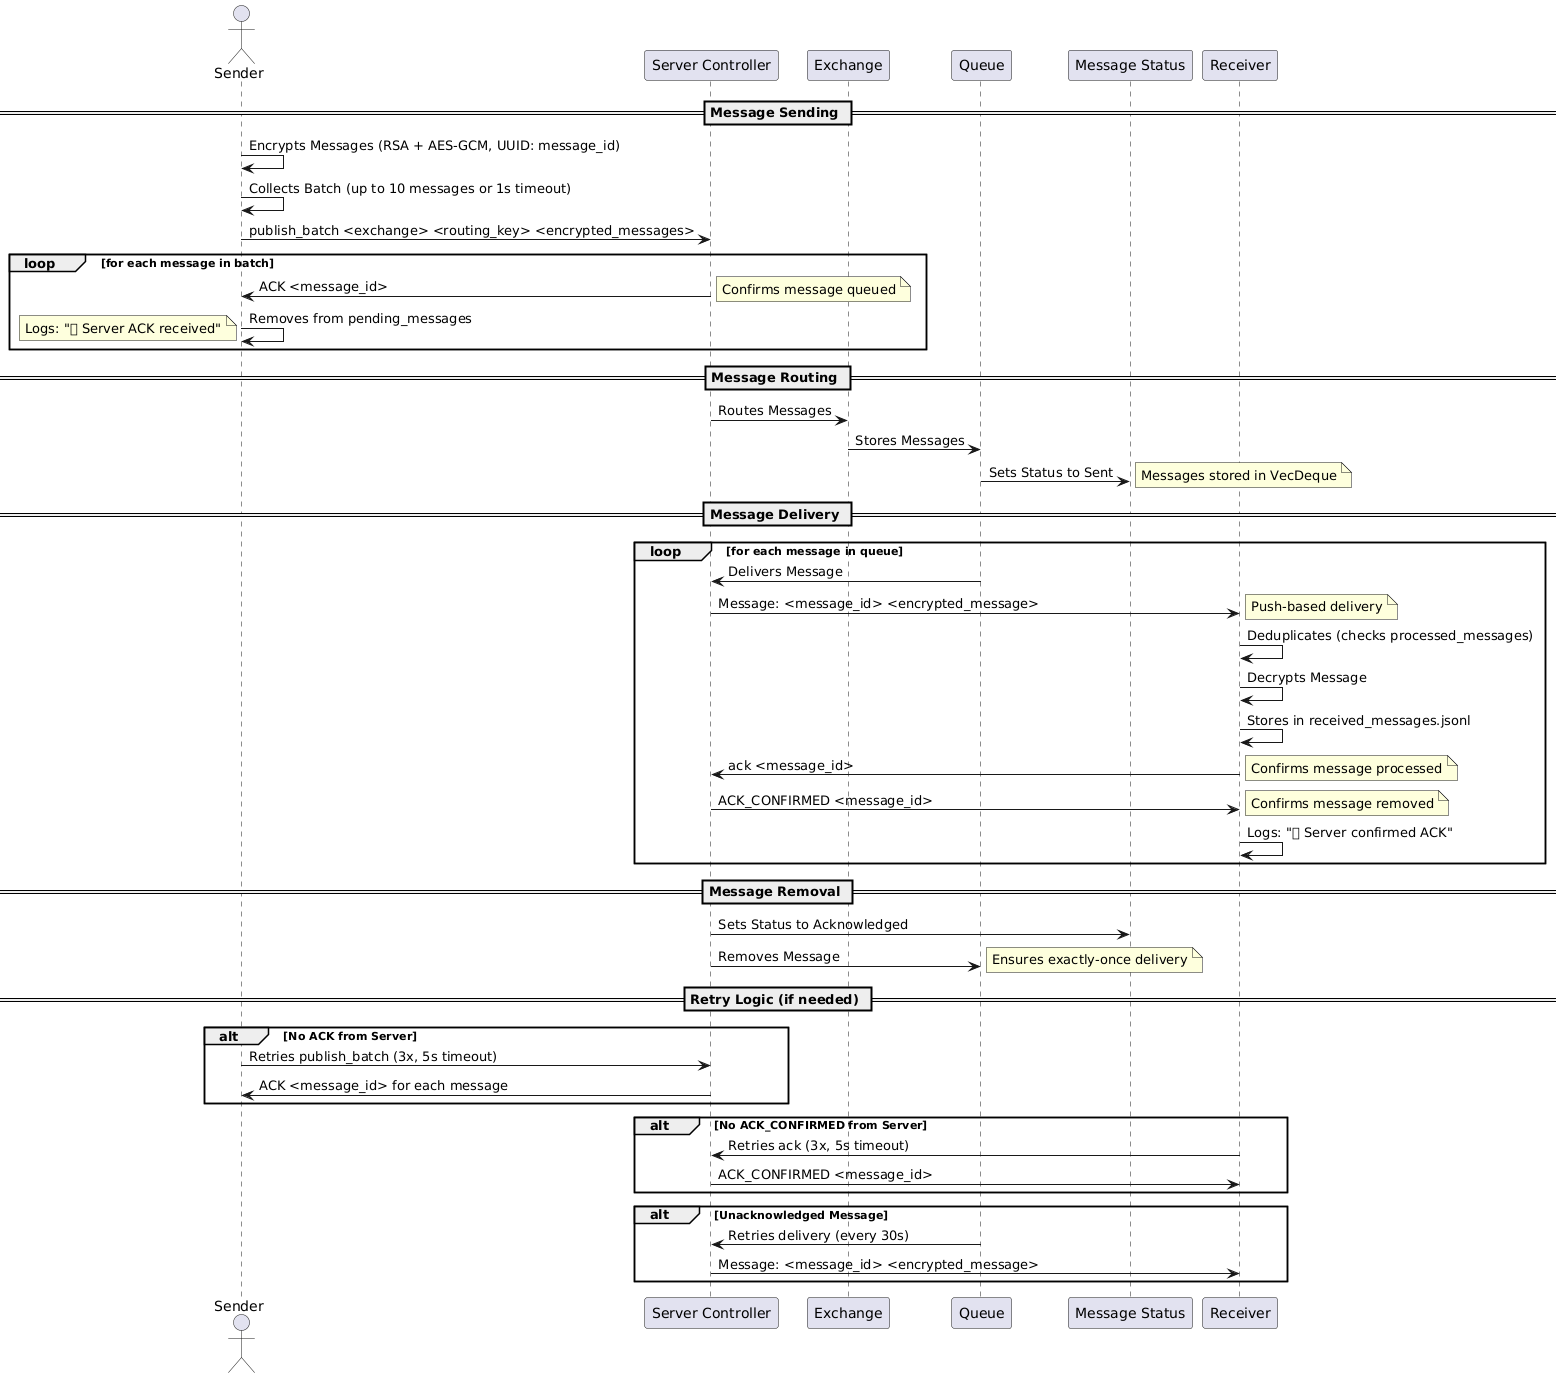 Sender
Server Controller
Exchange
Queue
Message Status
Receiver
Message Sending
Encrypts Messages (RSA + AES-GCM, UUID: message_id)
Collects Batch (up to 10 messages or 1s timeout)
publish_batch <exchange> <routing_key> <encrypted_messages>
loop
[for each message in batch]
ACK <message_id>
Confirms message queued
Logs: "▯ Server ACK received"
Removes from pending_messages
Message Routing
Routes Messages
Stores Messages
Sets Status to Sent
Messages stored in VecDeque
Message Delivery
loop
[for each message in queue]
Delivers Message
Message: <message_id> <encrypted_message>
Push-based delivery
Deduplicates (checks processed_messages)
Decrypts Message
Stores in received_messages.jsonl
ack <message_id>
Confirms message processed
ACK_CONFIRMED <message_id>
Confirms message removed
Logs: "▯ Server confirmed ACK"
Message Removal
Sets Status to Acknowledged
Removes Message
Ensures exactly-once delivery
Retry Logic (if needed)
alt
[No ACK from Server]
Retries publish_batch (3x, 5s timeout)
ACK <message_id> for each message
alt
[No ACK_CONFIRMED from Server]
Retries ack (3x, 5s timeout)
ACK_CONFIRMED <message_id>
alt
[Unacknowledged Message]
Retries delivery (every 30s)
Message: <message_id> <encrypted_message>
Sender
Server Controller
Exchange
Queue
Message Status
Receiver